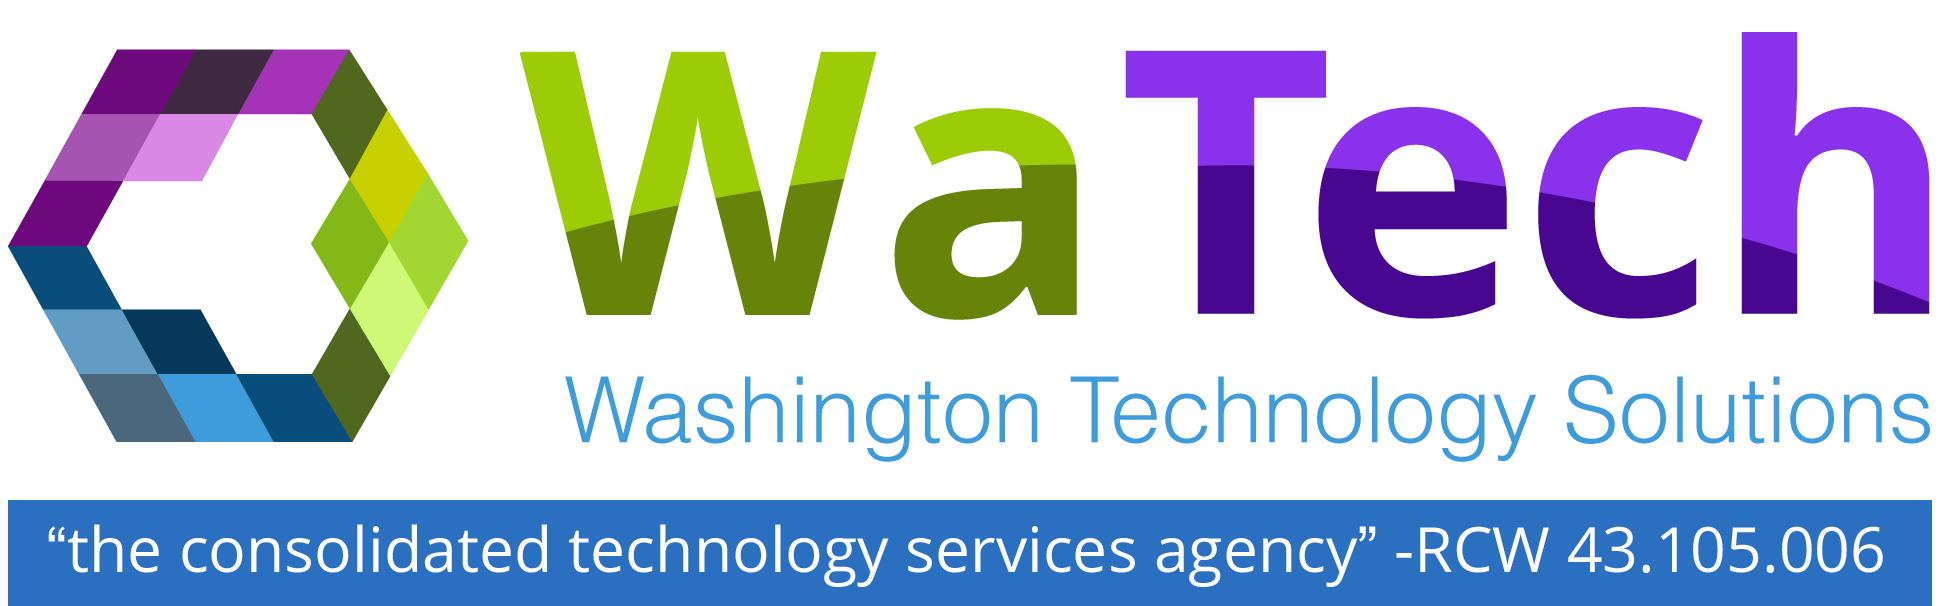 WaTech
Washington Technology Solutions
“the consolidated technology services agency” -RCW 43.105.006